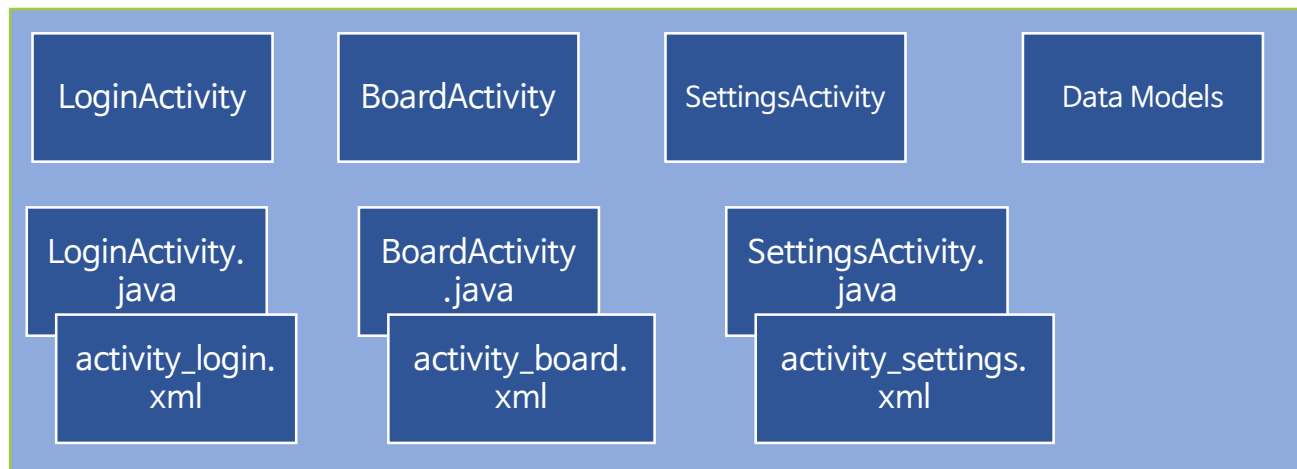 LoginActivity
BoardActivity
SettingsActivity
Data Models
LoginActivity.
java
BoardActivity
.java
SettingsActivity.
java
activity_login.
xml
activity_board.
xml
activity_settings.
xml